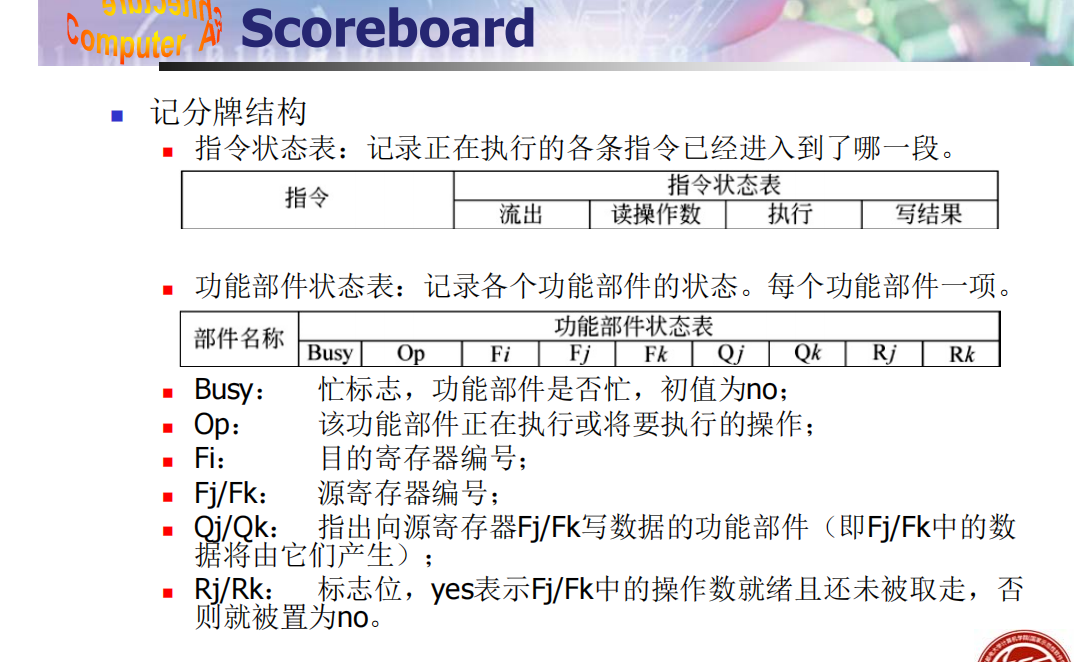 Computer Ar
Scoreboard
记分牌结构
指令状态表：记录正在执行的各条指令已经进入到了哪一段。
指令 指令状态表
流出 读操作数 执行 写结果
功能部件状态表：记录各个功能部件的状态。每个功能部件一项。
部件名称 功能部件状态表
Busy Op Fi Fj Fk Qj Qk Rj Rk
Busy： 忙标志，功能部件是否忙，初值为no；
Op： 该功能部件正在执行或将要执行的操作；
Fi： 目的寄存器编号；
Fj/Fk： 源寄存器编号；
Qj/Qk： 指出向源寄存器Fj/Fk写数据的功能部件（即Fj/Fk中的数
据将由它们产生）；
Rj/Rk： 标志位，yes表示Fj/Fk中的操作数就绪且还未被取走，否
则就被置为no。